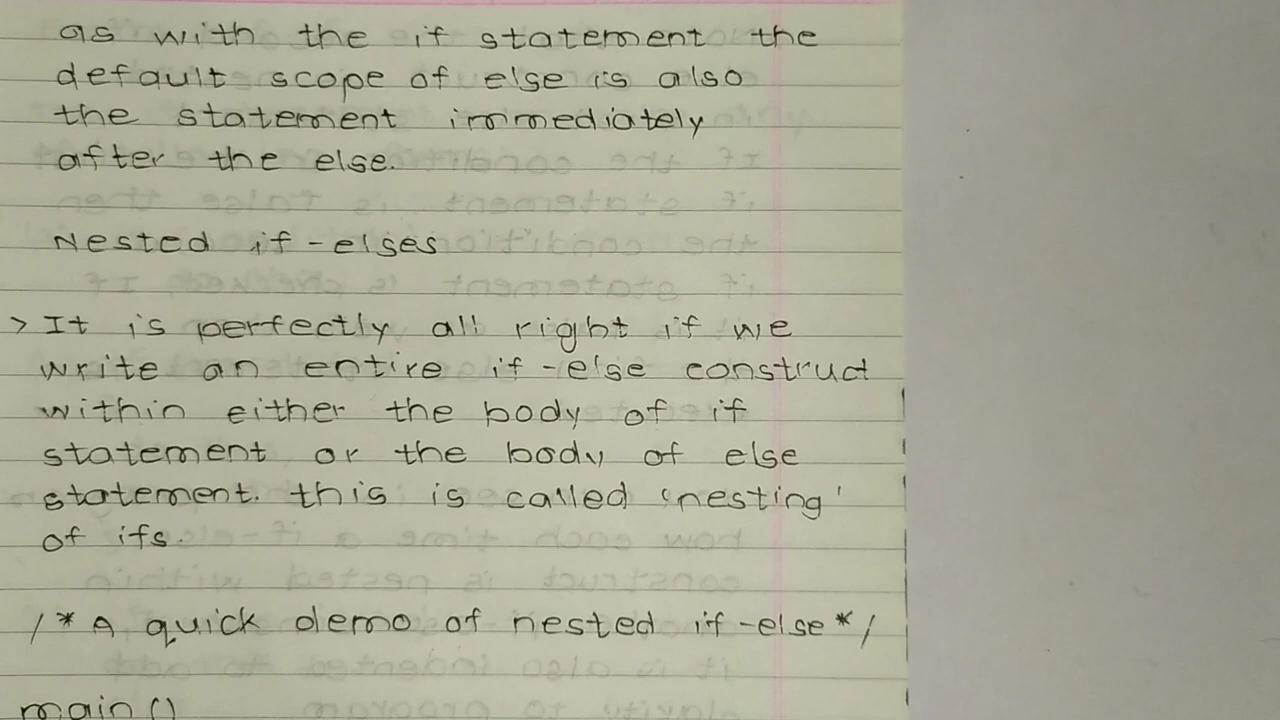 as with the if statement the
default scope of else is also
the statement immediately
after the else.
Nested if-elses
> It is perfectly all right if we
write an entire if-else construct
within either the body of if
statement or the body of else
statement. this is called 'nesting'
of ifs.
/* A quick demo of nested if-else */
main()